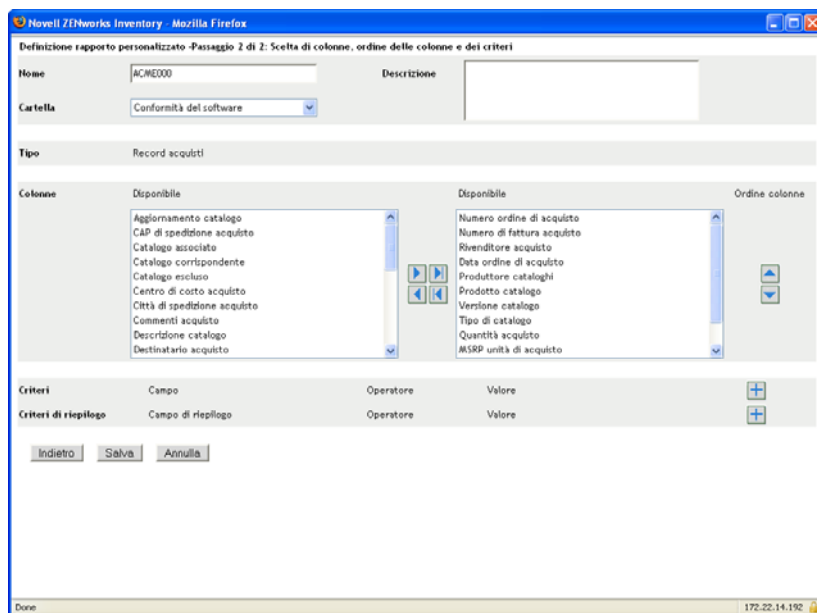 Novell ZENworks Inventory - Mozilla Firefox
Definizione rapporto personalizzato -Passaggio 2 di 2: Scelta di colonne, ordine delle colonne e dei criteri
Nome ACME000 Descrizione
Cartella Conformità del software
Tipo Record acquisti
Colonne Disponibile Disponibile Ordine colonne
Aggiornamento catalogo Numero ordine di acquisto
CAP di spedizione acquisto Numero di fattura acquisto
Catalogo associato Rivenditore acquisto
Catalogo corrispondente Data ordine di acquisto
Catalogo escluso Produttore cataloghi
Centro di costo acquisto Prodotto catalogo
Città di spedizione acquisto Versione catalogo
Commenti acquisto Tipo di catalogo
Descrizione catalogo Quantità acquisto
Destinatario acquisto MSRP unità di acquisto
Criteri Campo Operatore Valore
Criteri di riepilogo Campo di riepilogo Operatore Valore
Indietro Salva Annulla
Done 172.22.14.192